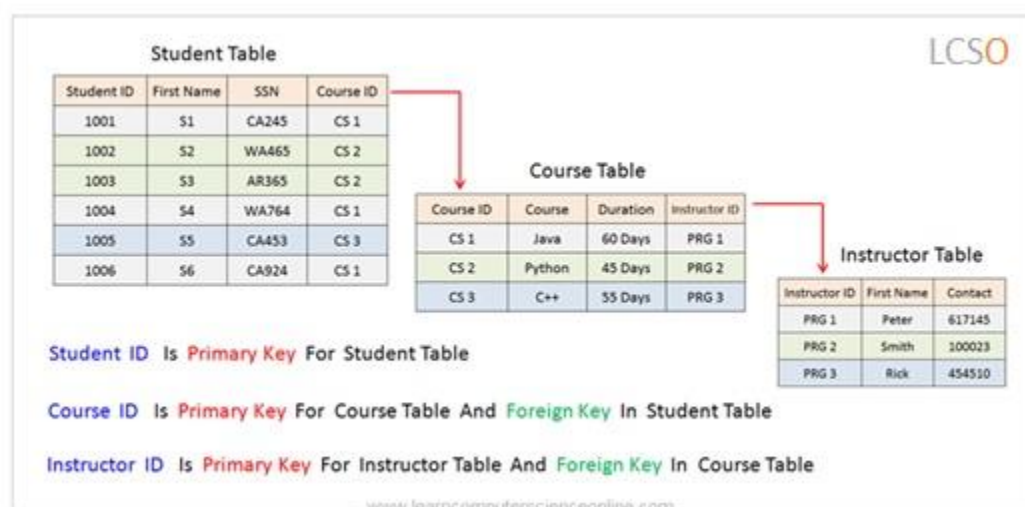 LCSO
Student Table
Student ID First Name SSN Course ID
1001 S1 CA245 CS 1
1002 S2 WA465 CS 2
1003 S3 AR365 CS 2
1004 S4 WA764 CS 1
1005 S5 CA453 CS 3
1006 S6 CA924 CS 1
Course Table
Course ID Course Duration Instructor ID
CS 1 Java 60 Days PRG 1
CS 2 Python 45 Days PRG 2
CS 3 C++ 55 Days PRG 3
Instructor Table
Instructor ID First Name Contact
PRG 1 Peter 617145
PRG 2 Smith 100023
PRG 3 Rick 454510
Student ID Is Primary Key For Student Table
Course ID Is Primary Key For Course Table And Foreign Key In Student Table
Instructor ID Is Primary Key For Instructor Table And Foreign Key In Course Table
www.learncomputerscienceonline.com